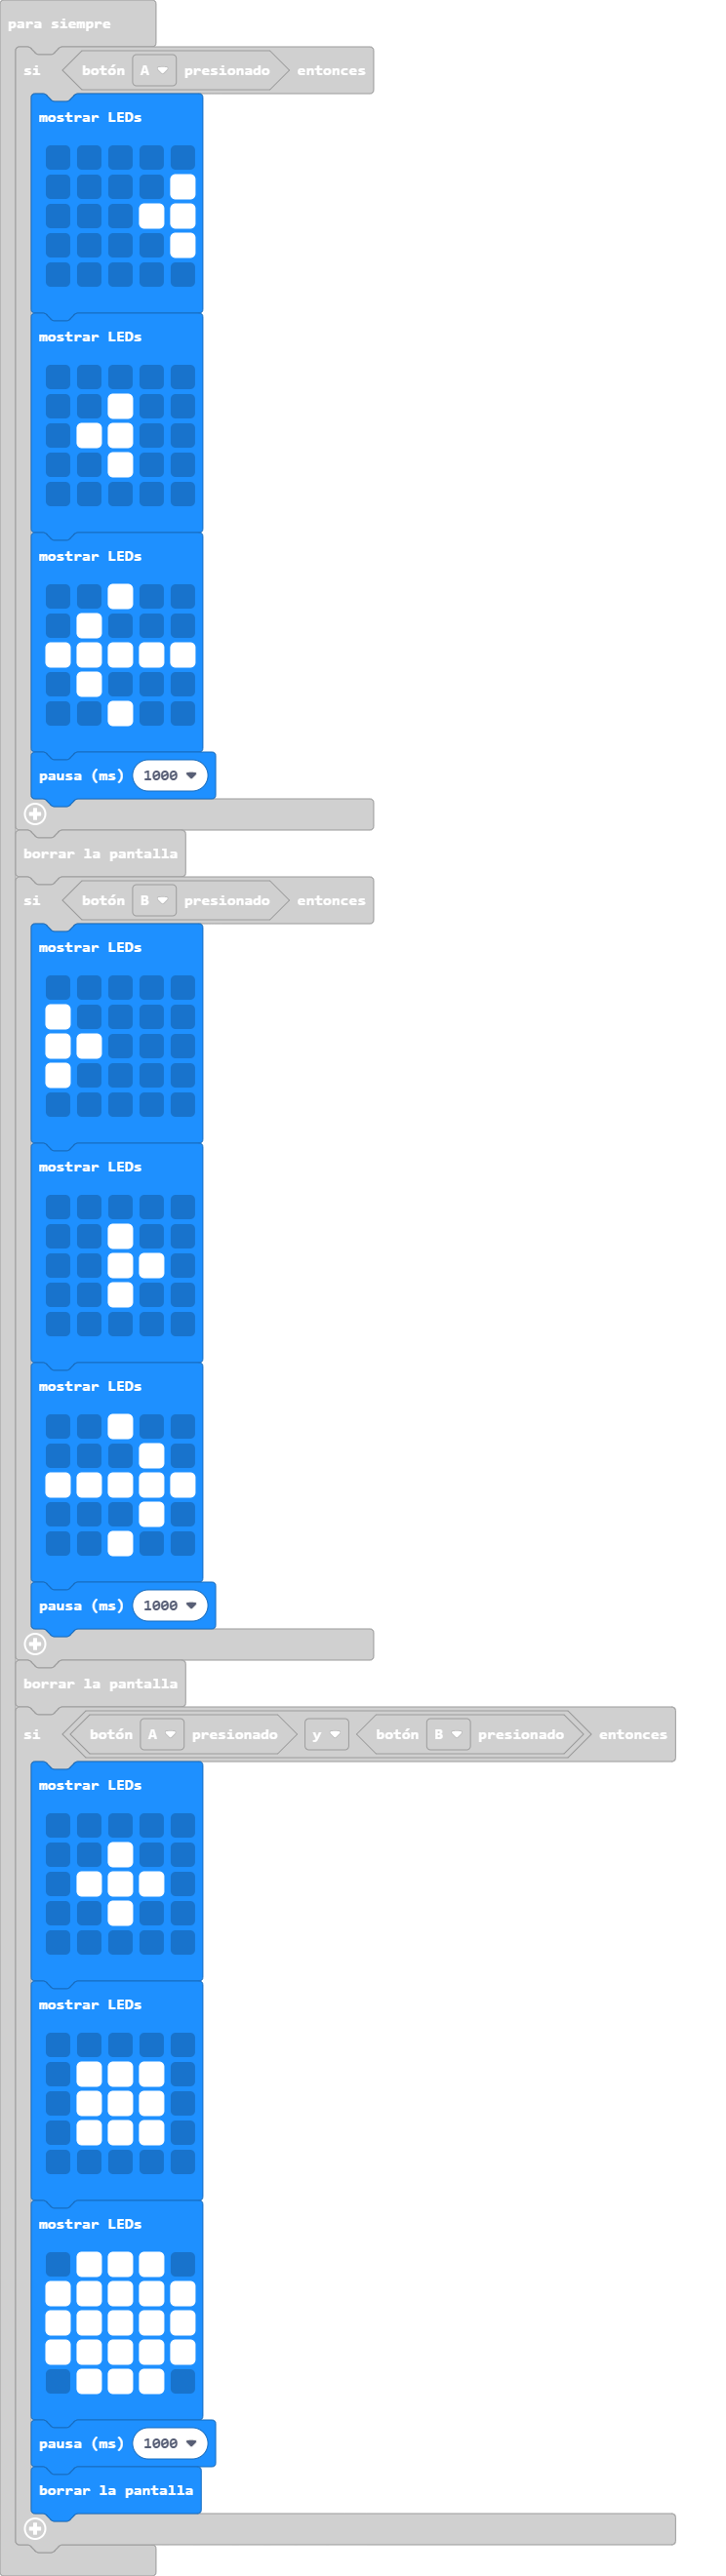 para siempre
si botón A presionado entonces
mostrar LEDs
mostrar LEDs
mostrar LEDs
pausa (ms) 1000
borrar la pantalla
si botón B presionado entonces
mostrar LEDs
mostrar LEDs
mostrar LEDs
pausa (ms) 1000
borrar la pantalla
si botón A presionado y botón B presionado entonces
mostrar LEDs
mostrar LEDs
mostrar LEDs
pausa (ms) 1000
borrar la pantalla